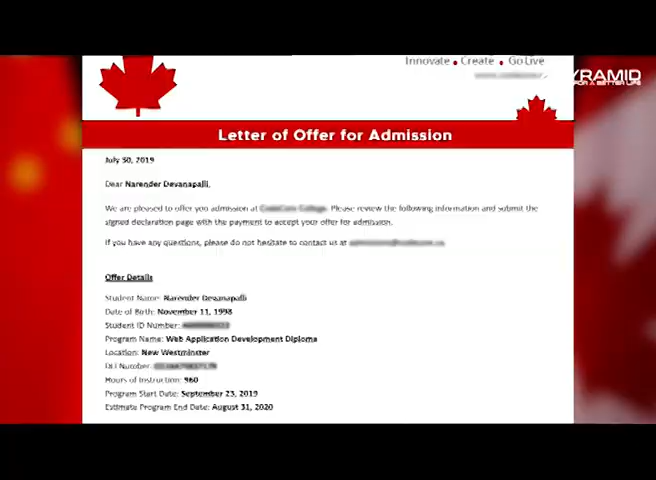 Innovate • Create • Go Live
YRAMID
FOR A BETTER LIFE
Letter of Offer for Admission
July 30, 2019
Dear Narender Devanapalli,
We are pleased to offer you admission at Please review the following information and submit the
signed declaration page with the payment to accept your offer for admission.
If you have any questions, please do not hesitate to contact us at
Offer Details
Student Name: Narender Devanapalli
Date of Birth: November 11, 1998
Student ID Number:
Program Name: Web Application Development Diploma
Location: New Westminster
DLI Number:
Hours of Instruction: 960
Program Start Date: September 23, 2019
Estimate Program End Date: August 31, 2020